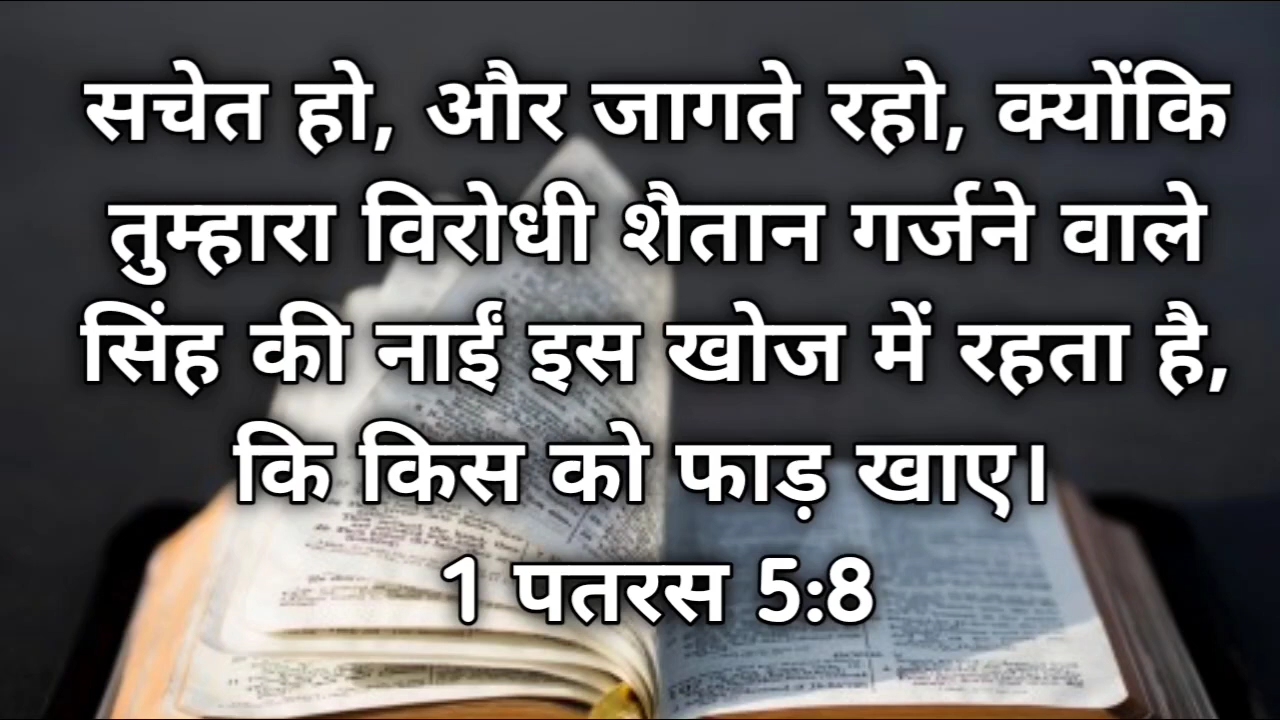 सचेत हो, और जागते रहो, क्योंकि
तुम्हारा विरोधी शैतान गर्जने वाले
सिंह की नाईं इस खोज में रहता है,
कि किस को फाड़ खाए।
1 पतरस 5:8